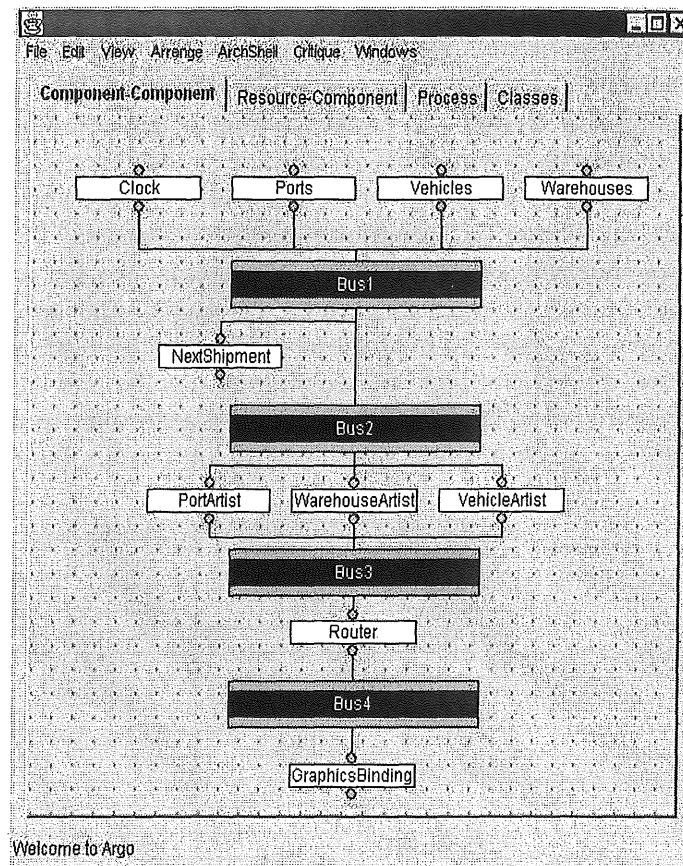 File Edit View Arrange ArchShell Critique Windows
Component-Component Resource-Component Process Classes
Clock Ports Vehicles Warehouses
Bus1
NextShipment
Bus2
PortArtist WarehouseArtist VehicleArtist
Bus3
Router
Bus4
GraphicsBinding
Welcome to Argo